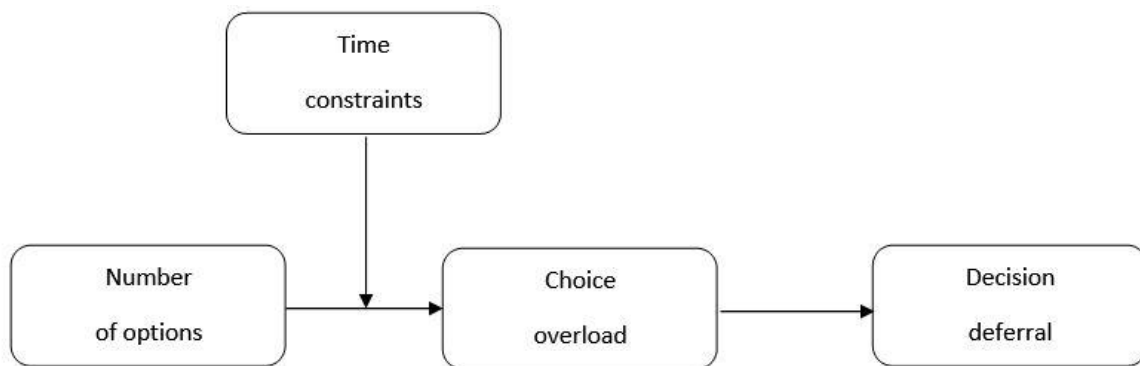 Time
constraints
Number
of options
Choice
overload
Decision
deferral